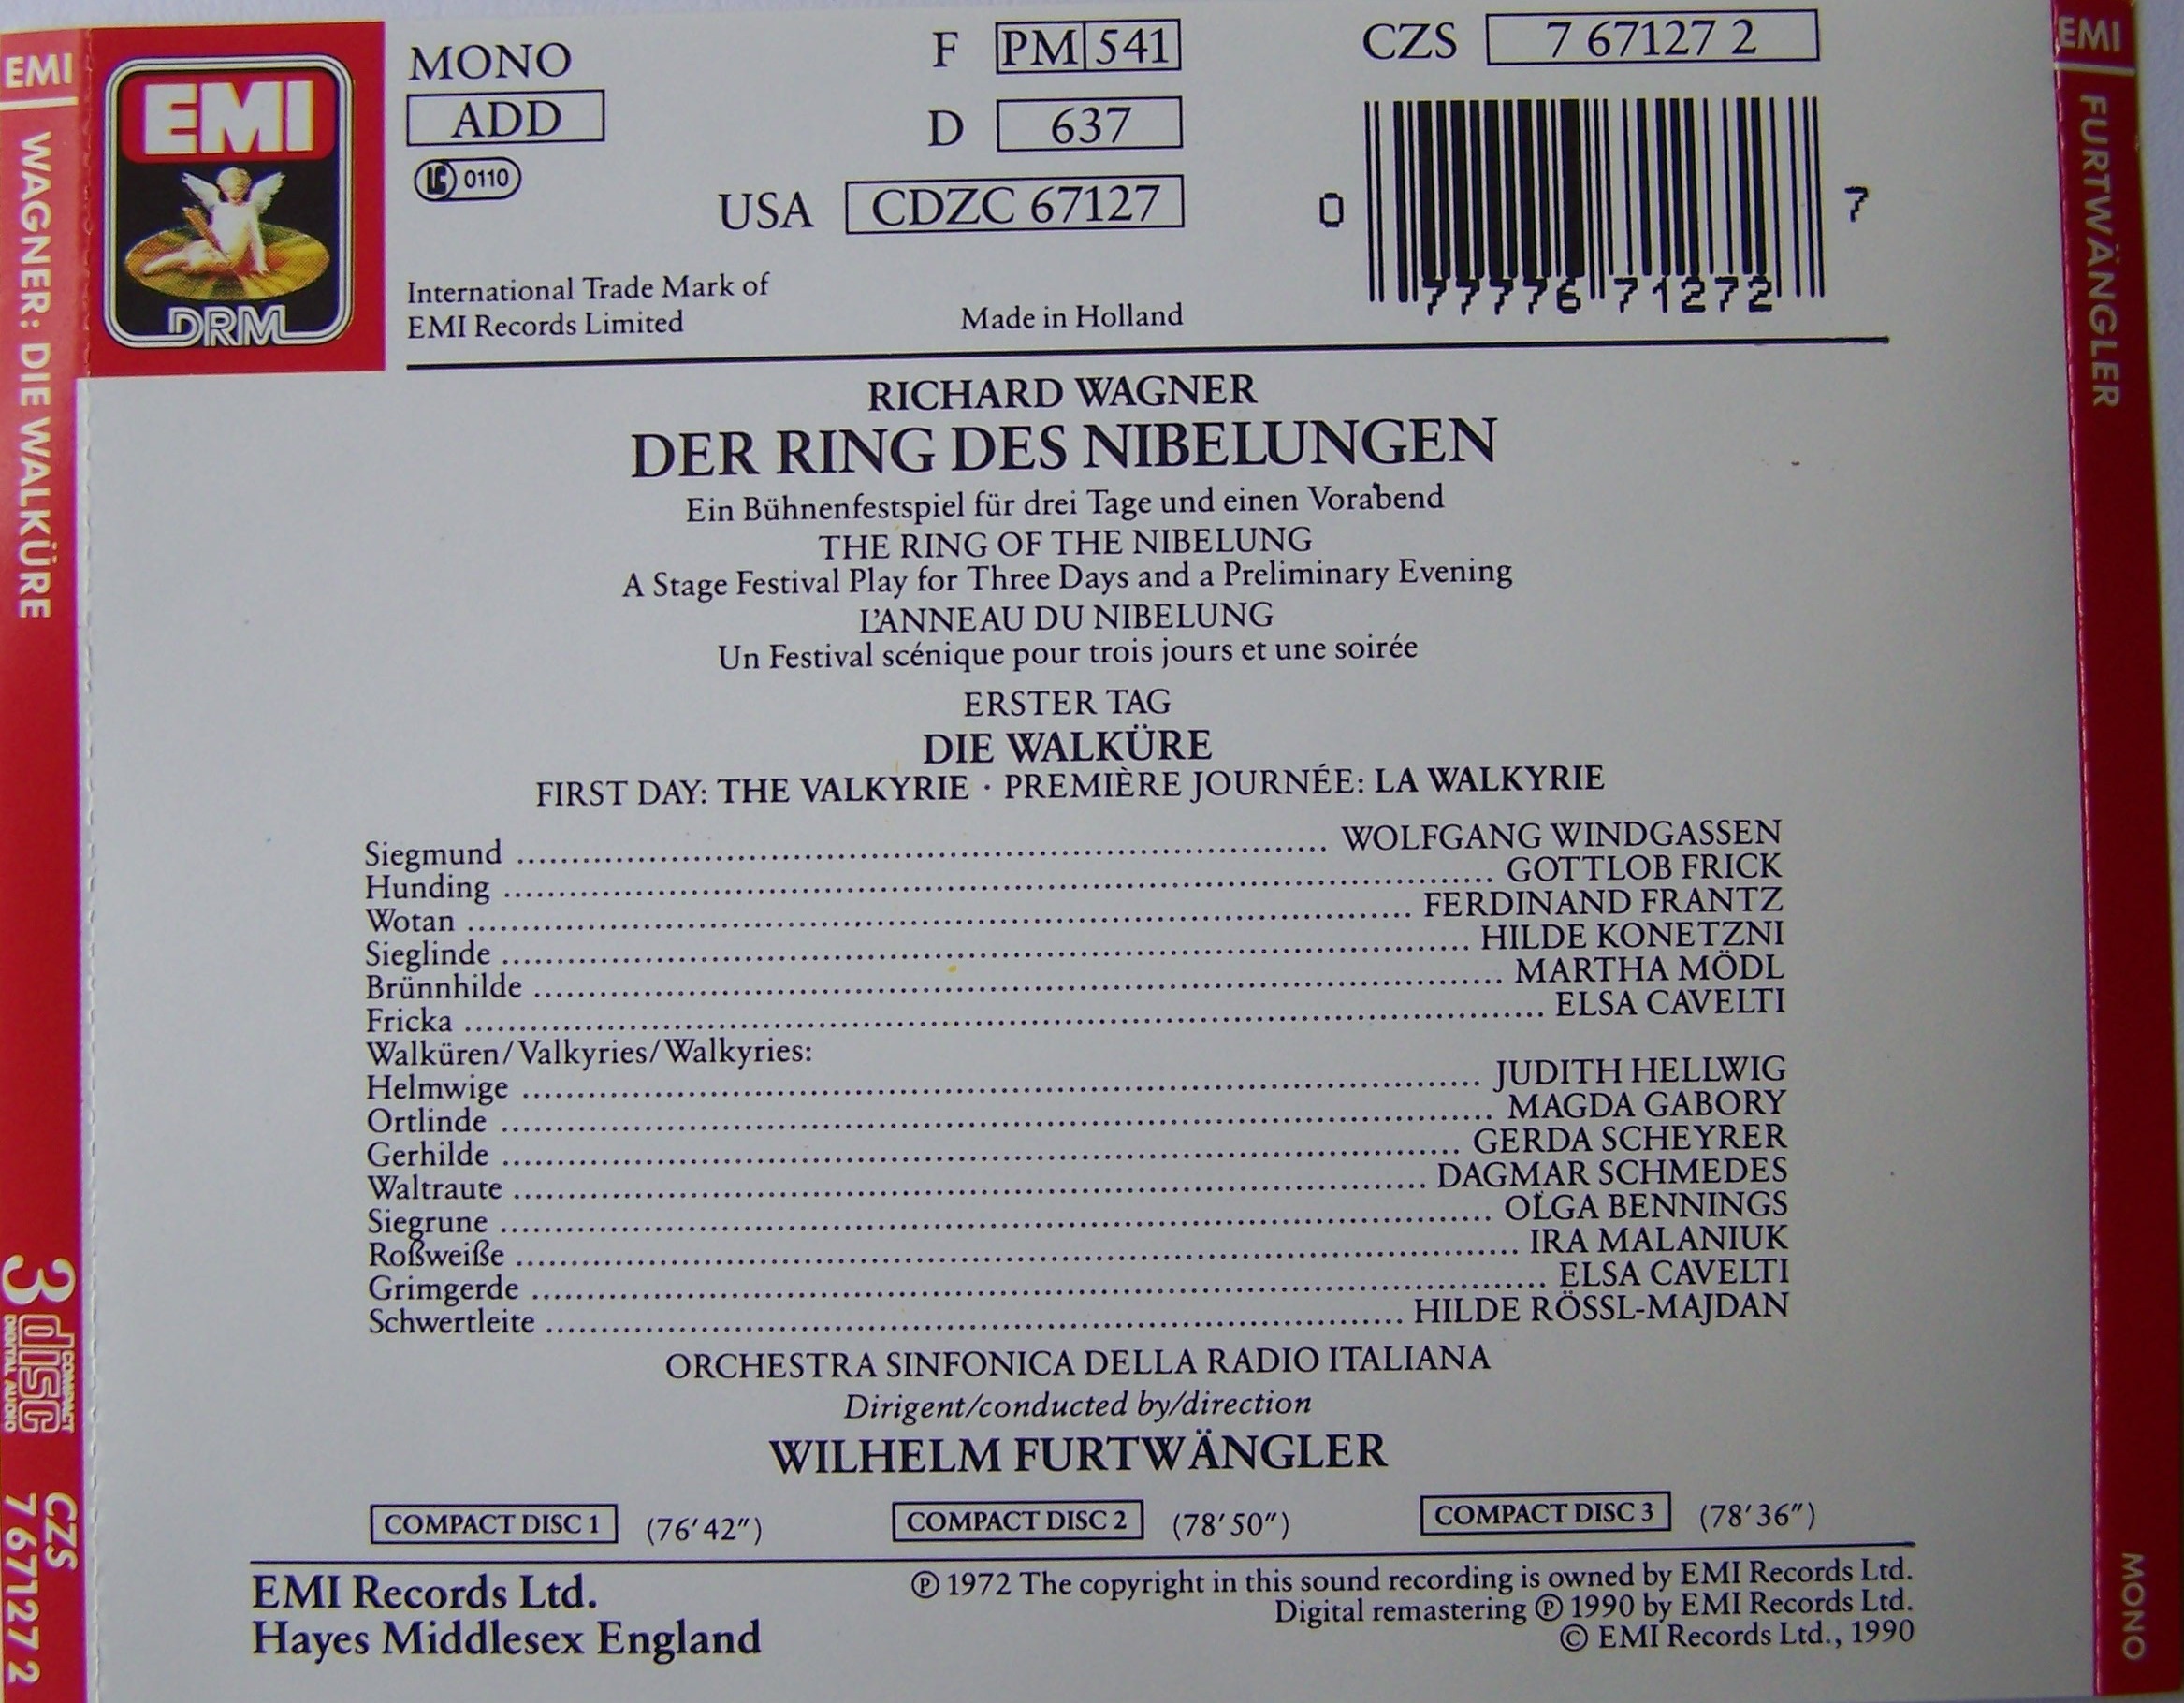 EMI
WAGNER: DIE WALKÜRE
3 COMPACT disc DIGITAL AUDIO
CZS
7 67127 2
EMI
DRM
MONO
ADD
LC 0110
International Trade Mark of
EMI Records Limited
F PM 541
D 637
USA CDZC 67127
Made in Holland
CZS 7 67127 2
0 77776 71272 7
RICHARD WAGNER
DER RING DES NIBELUNGEN
Ein Bühnenfestspiel für drei Tage und einen Vorabend
THE RING OF THE NIBELUNG
A Stage Festival Play for Three Days and a Preliminary Evening
L'ANNEAU DU NIBELUNG
Un Festival scénique pour trois jours et une soirée
ERSTER TAG
DIE WALKÜRE
FIRST DAY: THE VALKYRIE · PREMIÈRE JOURNÉE: LA WALKYRIE
Siegmund ........ WOLFGANG WINDGASSEN
Hunding ........ GOTTLOB FRICK
Wotan ........ FERDINAND FRANTZ
Sieglinde ........ HILDE KONETZNI
Brünnhilde ........ MARTHA MÖDL
Fricka ........ ELSA CAVELTI
Walküren/Valkyries/Walkyries:
Helmwige ........ JUDITH HELLWIG
Ortlinde ........ MAGDA GABORY
Gerhilde ........ GERDA SCHEYRER
Waltraute ........ DAGMAR SCHMEDES
Siegrune ........ OLGA BENNINGS
Roßweiße ........ IRA MALANIUK
Grimgerde ........ ELSA CAVELTI
Schwertleite ........ HILDE RÖSSL-MAJDAN
ORCHESTRA SINFONICA DELLA RADIO ITALIANA
Dirigent/conducted by/direction
WILHELM FURTWÄNGLER
COMPACT DISC 1 (76'42") COMPACT DISC 2 (78'50") COMPACT DISC 3 (78'36")
EMI Records Ltd.
Hayes Middlesex England
℗ 1972 The copyright in this sound recording is owned by EMI Records Ltd.
Digital remastering ℗ 1990 by EMI Records Ltd.
© EMI Records Ltd., 1990
EMI
FURTWÄNGLER
MONO